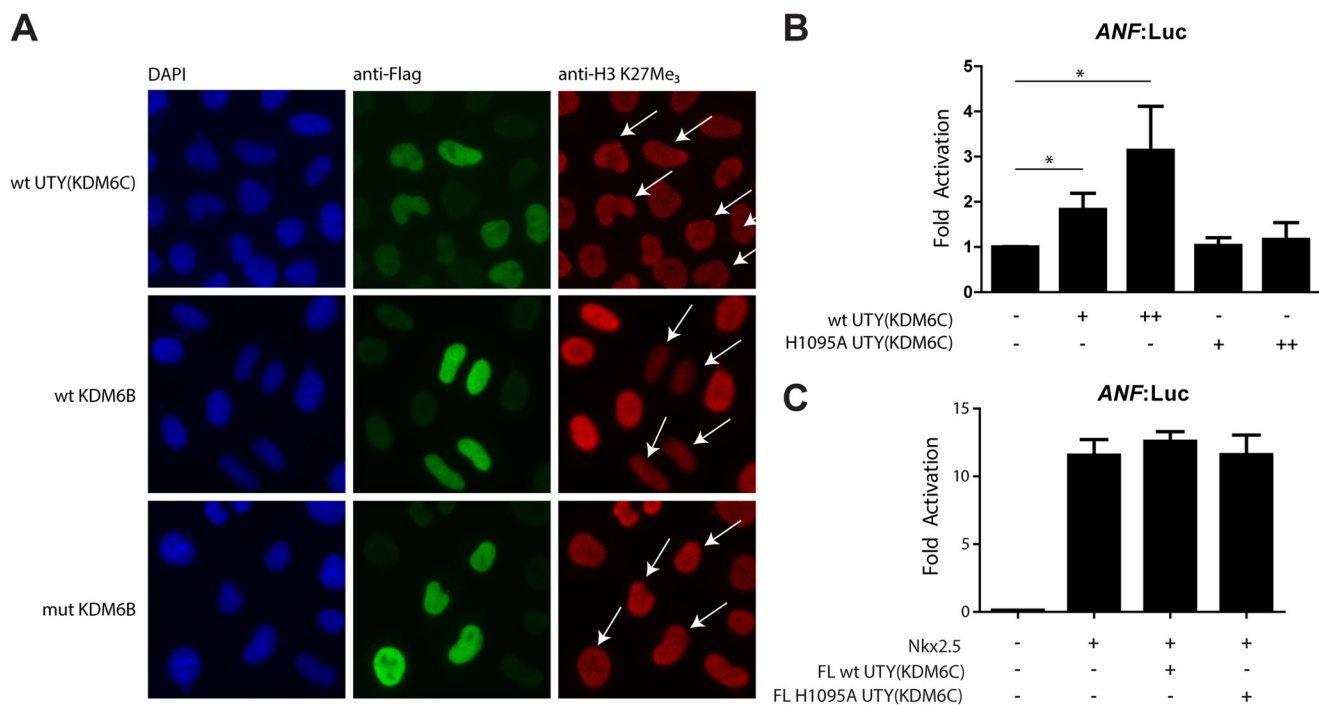 A
DAPI anti-Flag anti-H3 K27Me₃
wt UTY(KDM6C)
wt KDM6B
mut KDM6B
B
ANF:Luc
Fold Activation
5
4
3
2
1
0
* *
wt UTY(KDM6C) - + ++ - -
H1095A UTY(KDM6C) - - - + ++
C
ANF:Luc
Fold Activation
15
10
5
0
Nkx2.5 - + + +
FL wt UTY(KDM6C) - - + -
FL H1095A UTY(KDM6C) - - - +